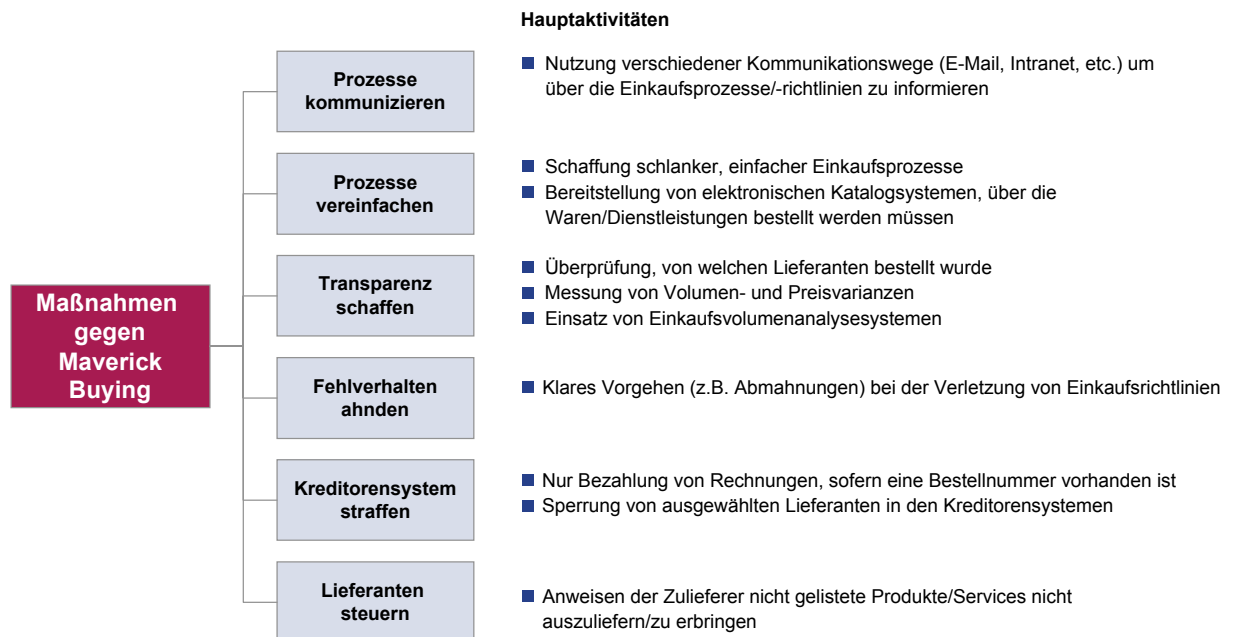 Hauptaktivitäten
Prozesse
kommunizieren
Nutzung verschiedener Kommunikationswege (E-Mail, Intranet, etc.) um
über die Einkaufsprozesse/-richtlinien zu informieren
Prozesse
vereinfachen
Schaffung schlanker, einfacher Einkaufsprozesse
Bereitstellung von elektronischen Katalogsystemen, über die
Waren/Dienstleistungen bestellt werden müssen
Maßnahmen
gegen
Maverick
Buying
Transparenz
schaffen
Überprüfung, von welchen Lieferanten bestellt wurde
Messung von Volumen- und Preisvarianzen
Einsatz von Einkaufsvolumenanalysesystemen
Fehlverhalten
ahnden
Klares Vorgehen (z.B. Abmahnungen) bei der Verletzung von Einkaufsrichtlinien
Kreditorensystem
straffen
Nur Bezahlung von Rechnungen, sofern eine Bestellnummer vorhanden ist
Sperrung von ausgewählten Lieferanten in den Kreditorensystemen
Lieferanten
steuern
Anweisen der Zulieferer nicht gelistete Produkte/Services nicht
auszuliefern/zu erbringen